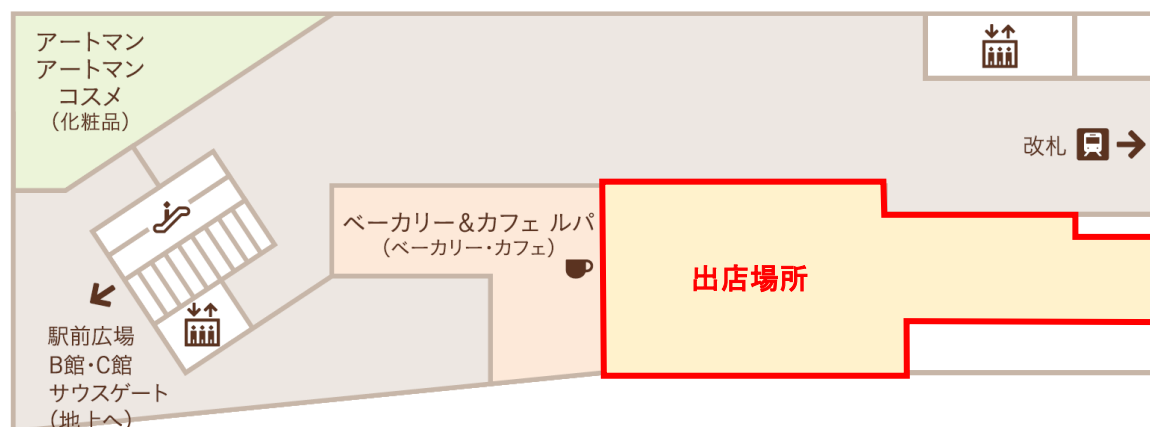 アートマン
アートマン
コスメ
（化粧品）
改札
ベーカリー＆カフェ ルパ
（ベーカリー・カフェ）
出店場所
駅前広場
B館・C館
サウスゲート
（地上へ）